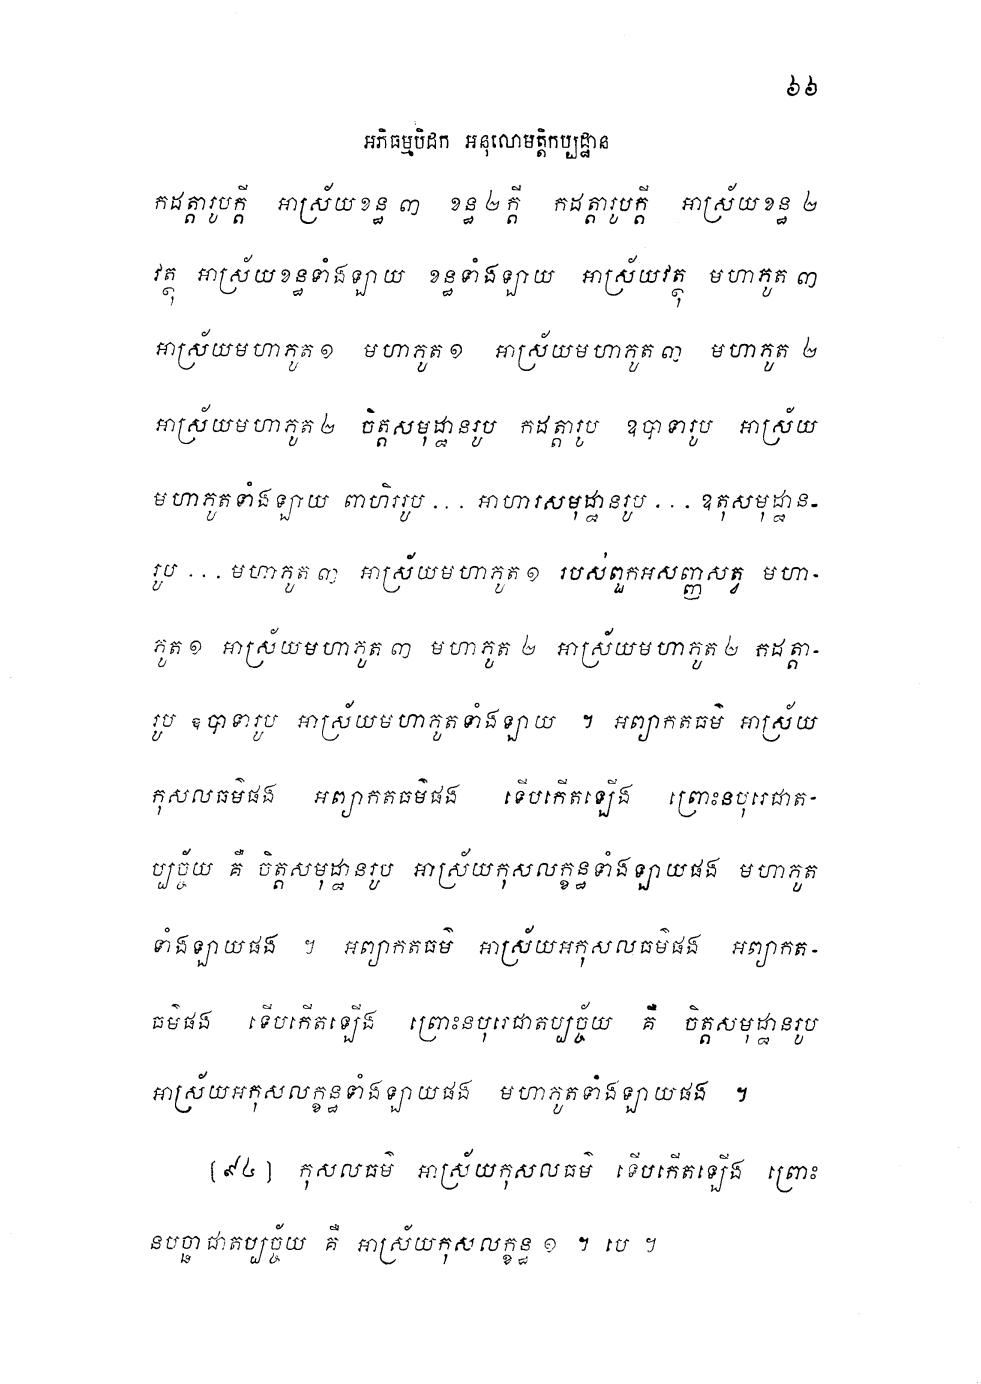 ៦៦
អភិធម្មបិដក អនុលោមត្តិកប្បដ្ឋាន
កដត្តារូបក្តី អាស្រ័យខន្ធ ៣ ខន្ធ ២ ក្តី កដត្តារូបក្តី អាស្រ័យខន្ធ ២
វត្ថុ អាស្រ័យខន្ធទាំងឡាយ ខន្ធទាំងឡាយ អាស្រ័យវត្ថុ មហាភូត ៣
អាស្រ័យមហាភូត ១ មហាភូត ១ អាស្រ័យមហាភូត ៣ មហាភូត ២
អាស្រ័យមហាភូត ២ ចិត្តសមុដ្ឋានរូប កដត្តារូប ឧបាទារូប អាស្រ័យ
មហាភូតទាំងឡាយ ពាហិររូប ... អាហារសមុដ្ឋានរូប ... ឧតុសមុដ្ឋាន-
រូប ... មហាភូត ៣ អាស្រ័យមហាភូត ១ របស់ពួកអសញ្ញសត្វ មហា-
ភូត ១ អាស្រ័យមហាភូត ៣ មហាភូត ២ អាស្រ័យមហាភូត ២ កដត្តា-
រូប ឧបាទារូប អាស្រ័យមហាភូតទាំងឡាយ ។ អព្យាកតធម៌ អាស្រ័យ
កុសលធម៌ផង អព្យាកតធម៌ផង ទើបកើតឡើង ព្រោះនបុរេជាត-
ប្បច្ច័យ គឺ ចិត្តសមុដ្ឋានរូប អាស្រ័យកុសលក្ខន្ធទាំងឡាយផង មហាភូត
ទាំងឡាយផង ។ អព្យាកតធម៌ អាស្រ័យអកុសលធម៌ផង អព្យាកត-
ធម៌ផង ទើបកើតឡើង ព្រោះនបុរេជាតប្បច្ច័យ គឺ ចិត្តសមុដ្ឋានរូប
អាស្រ័យអកុសលក្ខន្ធទាំងឡាយផង មហាភូតទាំងឡាយផង ។
[៩៤] កុសលធម៌ អាស្រ័យកុសលធម៌ ទើបកើតឡើង ព្រោះ
នបច្ឆាជាតប្បច្ច័យ គឺ អាស្រ័យកុសលក្ខន្ធ ១ ។ បេ ។